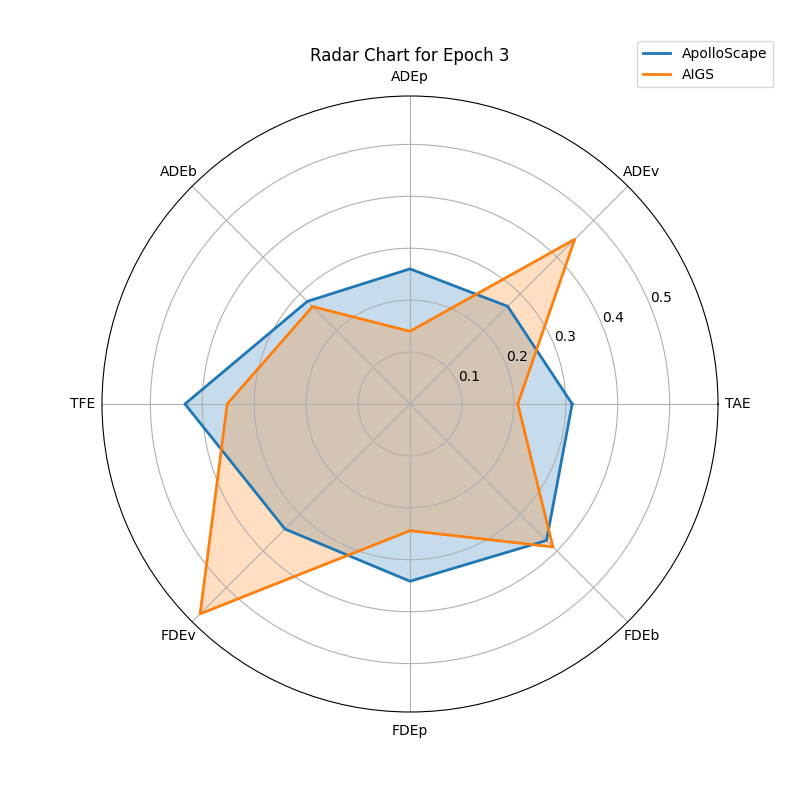 Radar Chart for Epoch 3
ApolloScape
AIGS
ADEp
ADEb
ADEv
0.5
0.4
0.3
0.2
0.1
TFE
TAE
FDEv
FDEb
FDEp